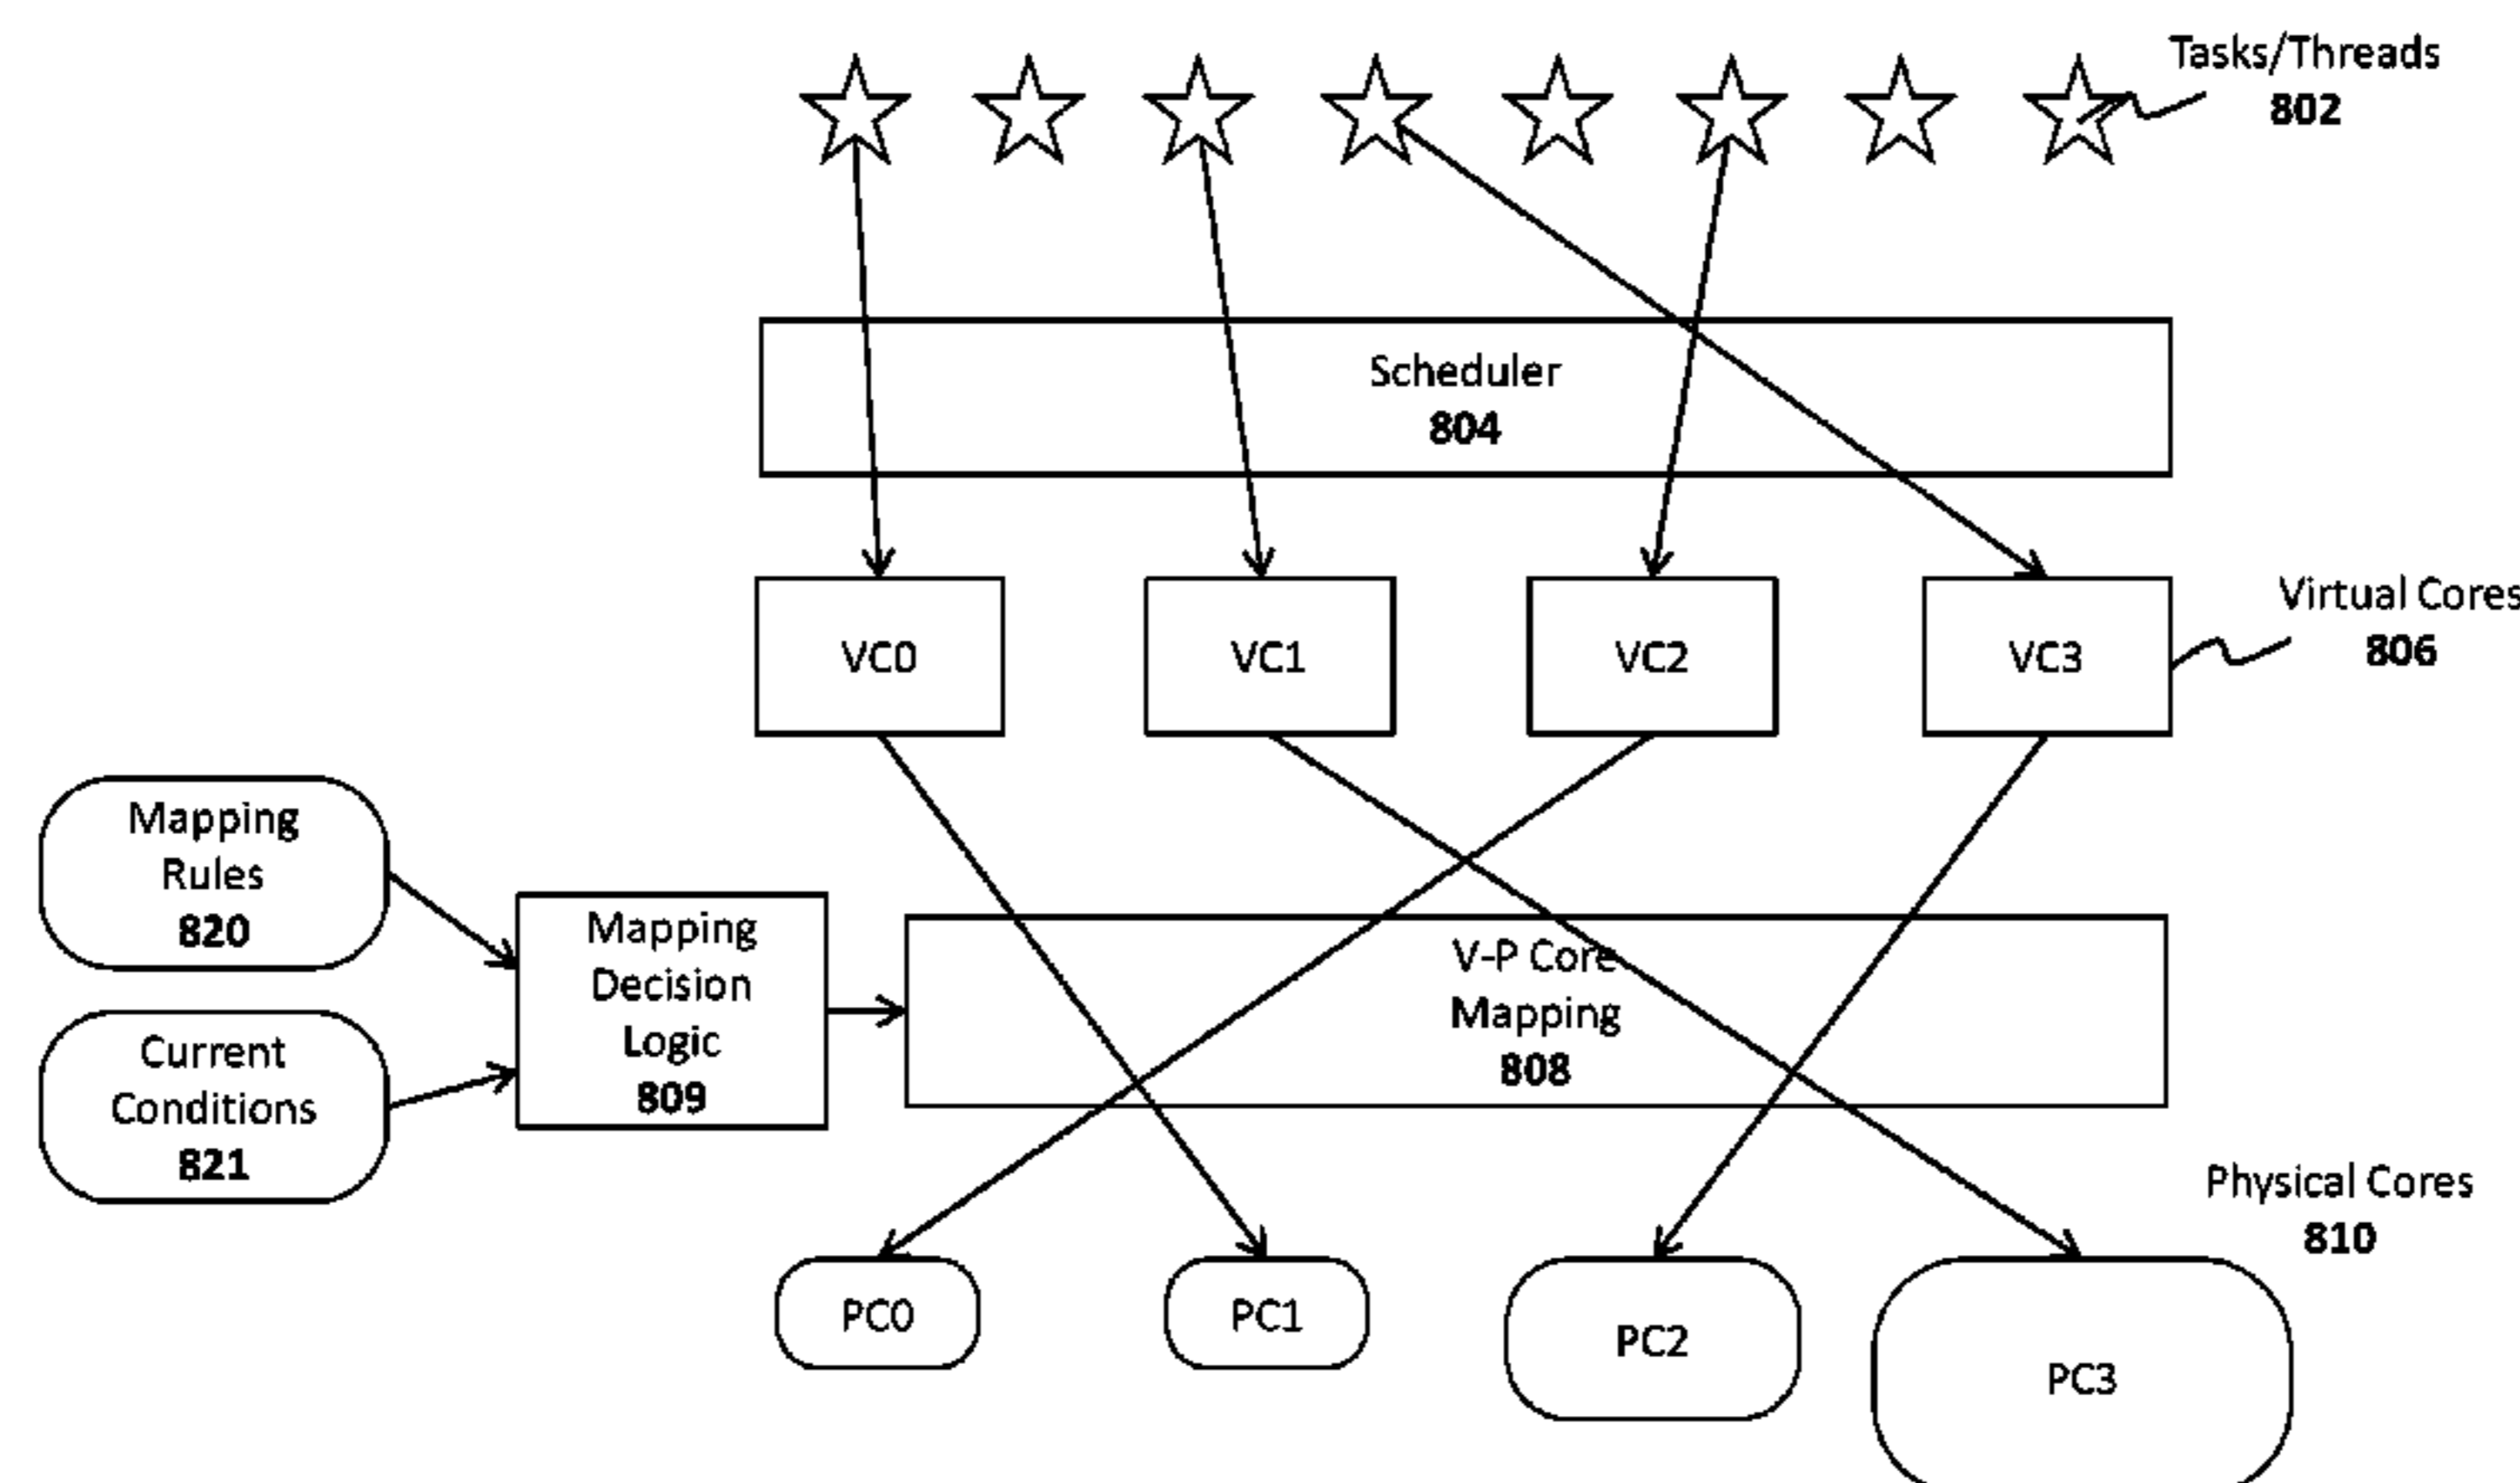 Tasks/Threads
802
Scheduler
804
VC0
VC1
VC2
VC3
Virtual Cores
806
Mapping
Rules
820
Current
Conditions
821
Mapping
Decision
Logic
809
V-P Core
Mapping
808
Physical Cores
810
PC0
PC1
PC2
PC3